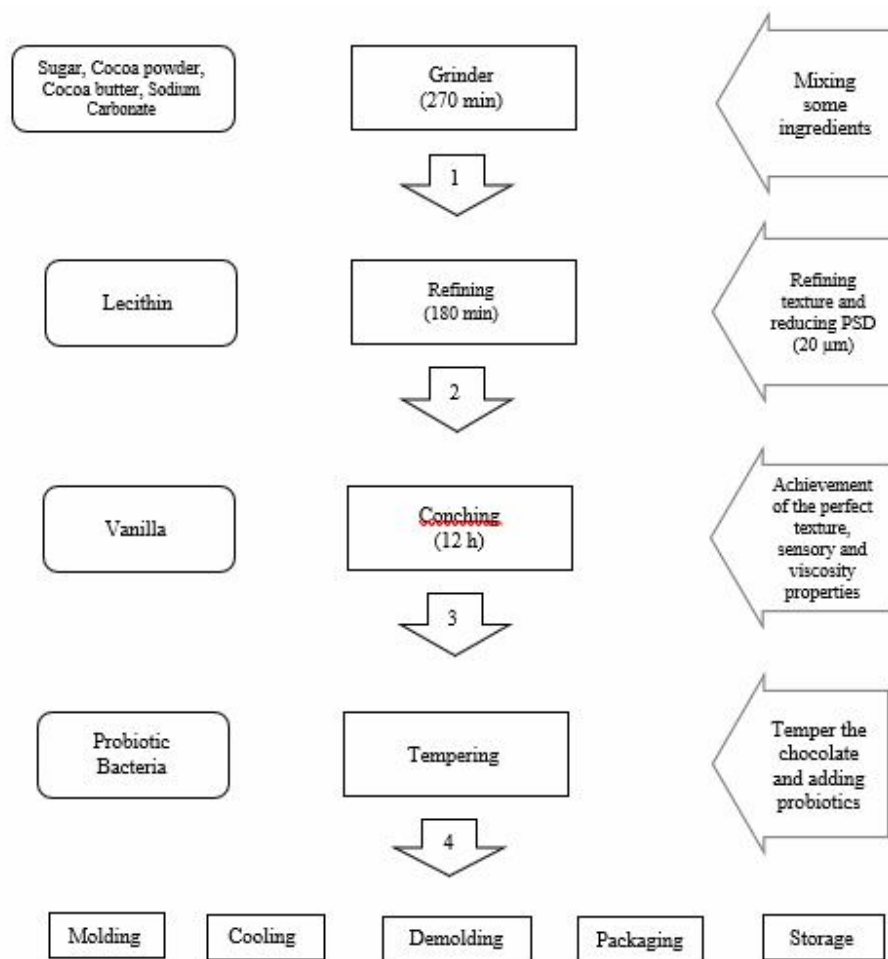 Sugar, Cocoa powder,
Cocoa butter, Sodium
Carbonate
Grinder
(270 min)
Mixing
some
ingredients
1
Lecithin
Refining
(180 min)
Refining
texture and
reducing PSD
(20 µm)
2
Vanilla
Conching
(12 h)
Achievement
of the perfect
texture,
sensory and
viscosity
properties
3
Probiotic
Bacteria
Tempering
Temper the
chocolate
and adding
probiotics
4
Molding
Cooling
Demolding
Packaging
Storage